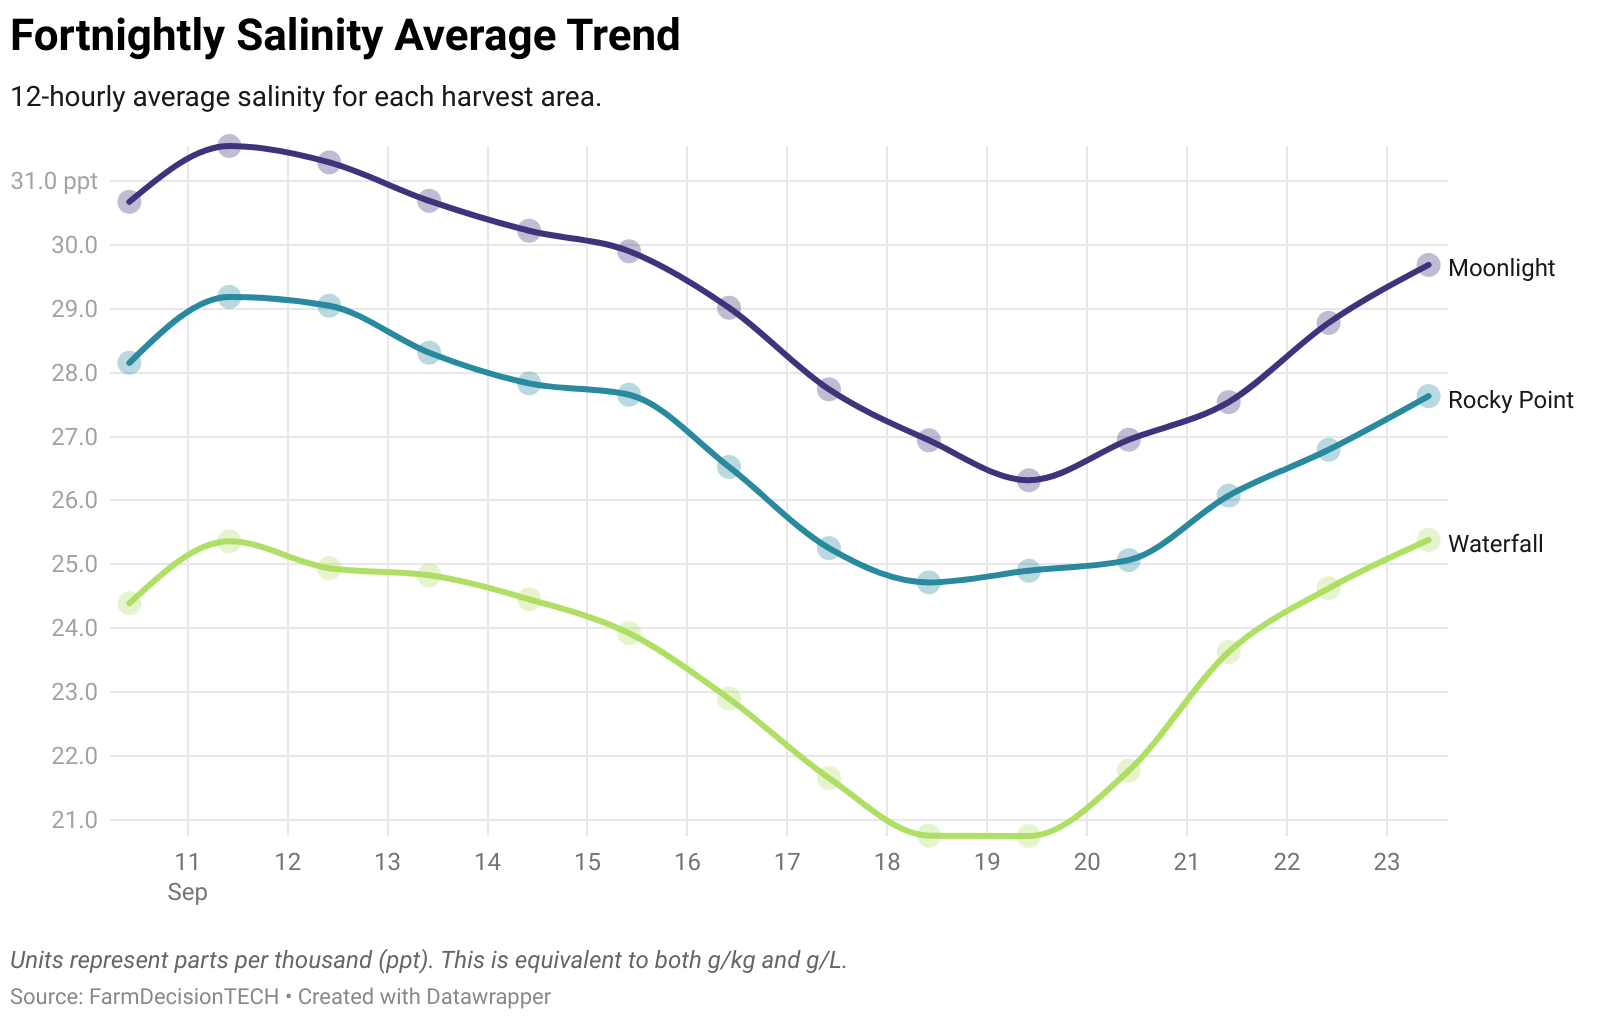 Fortnightly Salinity Average Trend
12-hourly average salinity for each harvest area.
31.0 ppt
30.0
29.0
28.0
27.0
26.0
25.0
24.0
23.0
22.0
21.0
Moonlight
Rocky Point
Waterfall
11 12 13 14 15 16 17 18 19 20 21 22 23
Sep
Units represent parts per thousand (ppt). This is equivalent to both g/kg and g/L.
Source: FarmDecisionTECH • Created with Datawrapper